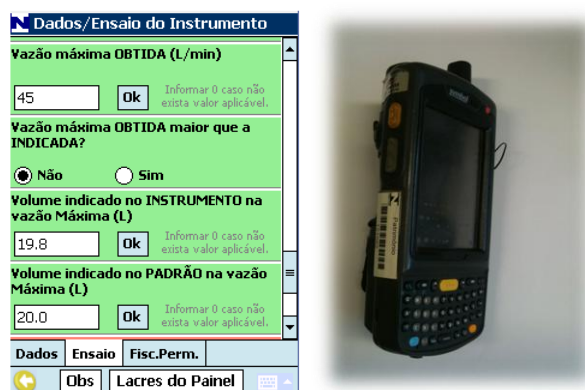 N Dados/Ensaio do Instrumento
Vazão máxima OBTIDA (L/min)
45 Ok Informar 0 caso não
exista valor aplicável.
Vazão máxima OBTIDA maior que a
INDICADA?
Não Sim
Volume indicado no INSTRUMENTO na
vazão Máxima (L)
19.8 Ok Informar 0 caso não
exista valor aplicável.
Volume indicado no PADRÃO na vazão
Máxima (L)
20.0 Ok Informar 0 caso não
exista valor aplicável.
Dados Ensaio Fisc.Perm.
Obs Lacres do Painel
symbol
Patrimônio